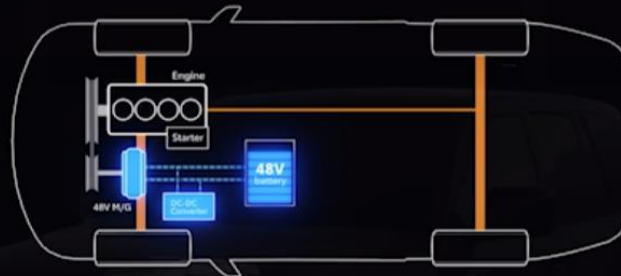 Engine
Starter
48V
battery
DC-DC
Converter
48V M/G